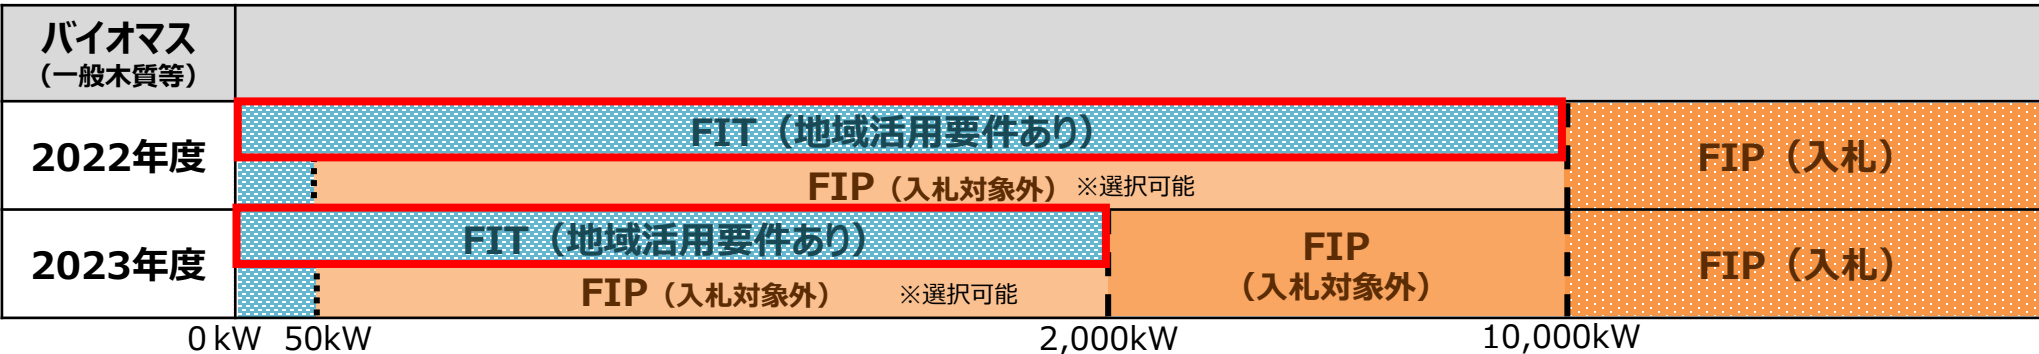 バイオマス
（一般木質等）
2022年度
FIT（地域活用要件あり）
FIP（入札対象外）※選択可能
FIP（入札）
2023年度
FIT（地域活用要件あり）
FIP（入札対象外） ※選択可能
FIP
（入札対象外）
FIP（入札）
0 kW 50kW 2,000kW 10,000kW